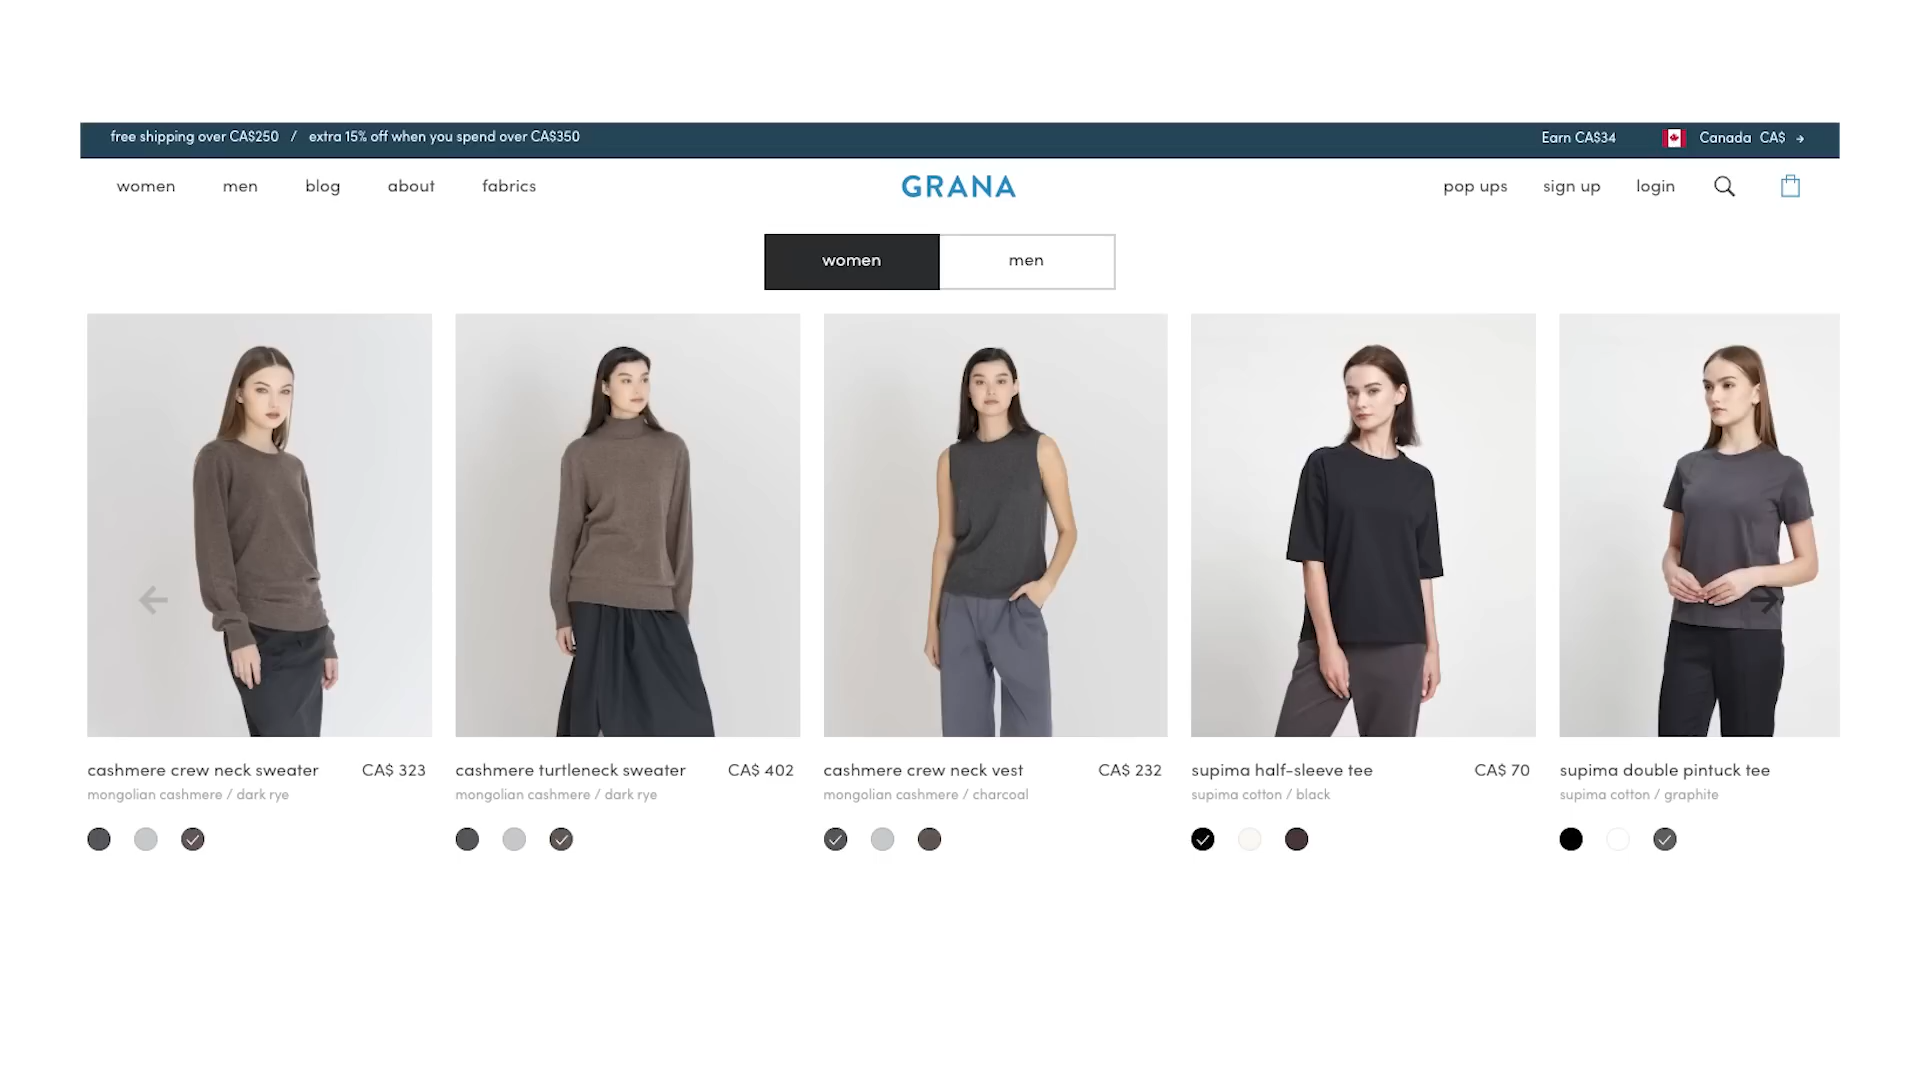 free shipping over CA$250 / extra 15% off when you spend over CA$350
Earn CA$34
Canada CA$ →
women
men
blog
about
fabrics
GRANA
pop ups
sign up
login
women
men
cashmere crew neck sweater CA$ 323
mongolian cashmere / dark rye
cashmere turtleneck sweater CA$ 402
mongolian cashmere / dark rye
cashmere crew neck vest CA$ 232
mongolian cashmere / charcoal
supima half-sleeve tee CA$ 70
supima cotton / black
supima double pintuck tee
supima cotton / graphite